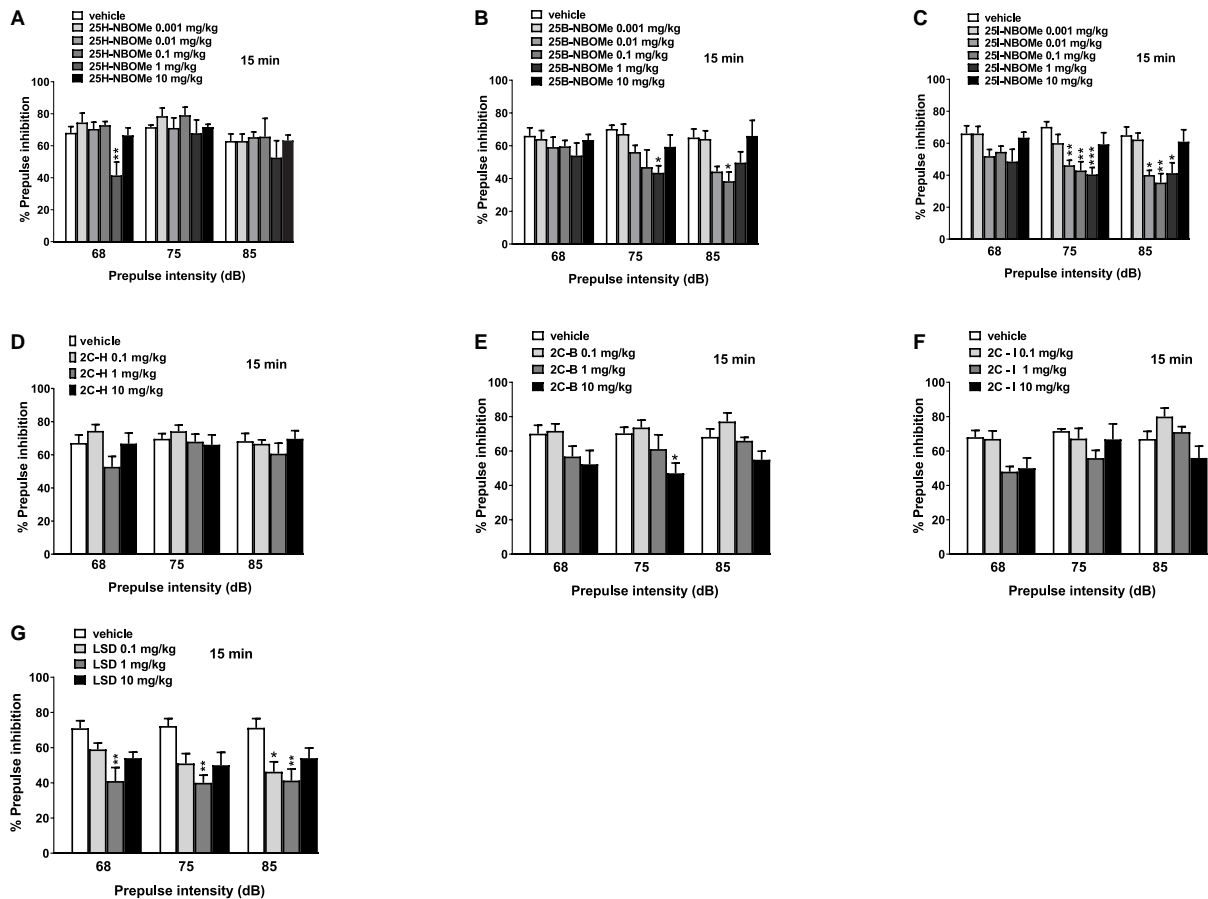 A
vehicle
25H-NBOMe 0.001 mg/kg
25H-NBOMe 0.01 mg/kg
25H-NBOMe 0.1 mg/kg
25H-NBOMe 1 mg/kg
25H-NBOMe 10 mg/kg
15 min
% Prepulse inhibition
100
80
60
40
20
0
**
68 75 85
Prepulse intensity (dB)
B
vehicle
25B-NBOMe 0.001 mg/kg
25B-NBOMe 0.01 mg/kg
25B-NBOMe 0.1 mg/kg
25B-NBOMe 1 mg/kg
25B-NBOMe 10 mg/kg
15 min
% Prepulse inhibition
100
80
60
40
20
0
* *
68 75 85
Prepulse intensity (dB)
C
vehicle
25I-NBOMe 0.001 mg/kg
25I-NBOMe 0.01 mg/kg
25I-NBOMe 0.1 mg/kg
25I-NBOMe 1 mg/kg
25I-NBOMe 10 mg/kg
15 min
% Prepulse inhibition
100
80
60
40
20
0
** ** *** * ** *
68 75 85
Prepulse intensity (dB)
D
vehicle
2C-H 0.1 mg/kg
2C-H 1 mg/kg
2C-H 10 mg/kg
15 min
% Prepulse inhibition
100
80
60
40
20
0
68 75 85
Prepulse intensity (dB)
E
vehicle
2C-B 0.1 mg/kg
2C-B 1 mg/kg
2C-B 10 mg/kg
15 min
% Prepulse inhibition
100
80
60
40
20
0
*
68 75 85
Prepulse intensity (dB)
F
vehicle
2C - I 0.1 mg/kg
2C - I 1 mg/kg
2C - I 10 mg/kg
15 min
% Prepulse inhibition
100
80
60
40
20
0
68 75 85
Prepulse intensity (dB)
G
vehicle
LSD 0.1 mg/kg
LSD 1 mg/kg
LSD 10 mg/kg
15 min
% Prepulse inhibition
100
80
60
40
20
0
** ** * **
68 75 85
Prepulse intensity (dB)